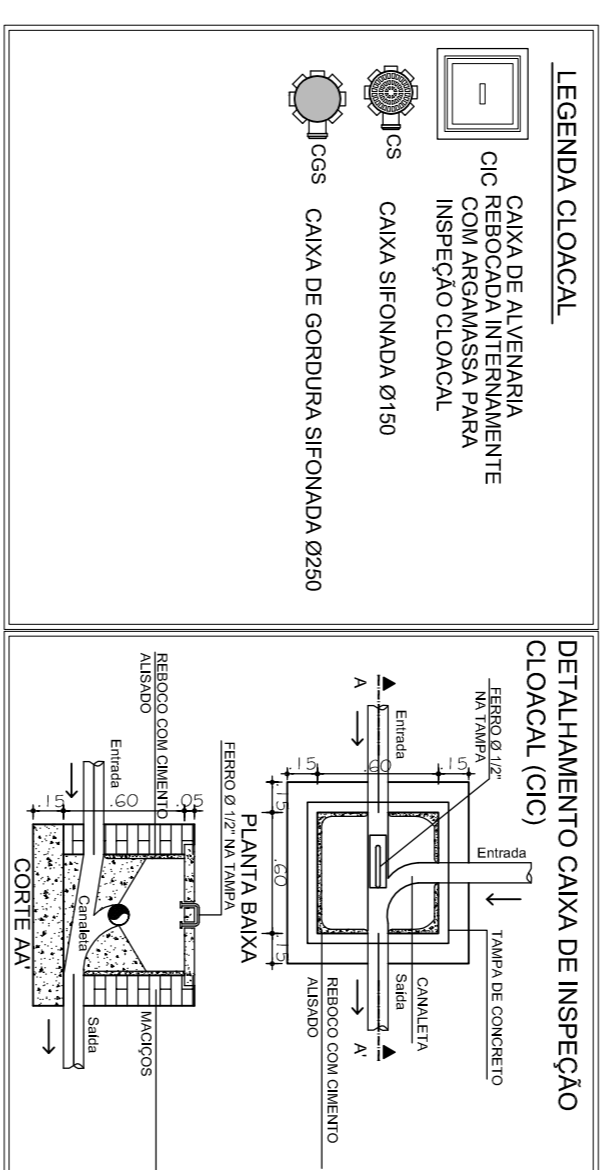 LEGENDA CLOACAL
CAIXA DE ALVENARIA
CIC REBOCADA INTERNAMENTE
COM ARGAMASSA PARA
INSPEÇÃO CLOACAL
CS CAIXA SIFONADA Ø150
CGS CAIXA DE GORDURA SIFONADA Ø250
DETALHAMENTO CAIXA DE INSPEÇÃO
CLOACAL (CIC)
FERRO Ø 1/2"
NA TAMPA
Entrada
TAMPA DE CONCRETO
.15
.60
.15
Entrada
A
Saída
A'
CANALETA
REBOCO COM CIMENTO
ALISADO
.15
.60
.15
PLANTA BAIXA
FERRO Ø 1/2" NA TAMPA
REBOCO COM CIMENTO
ALISADO
.05
.60
.15
Entrada
Canaleta
Saída
MACIÇOS
CORTE AA'